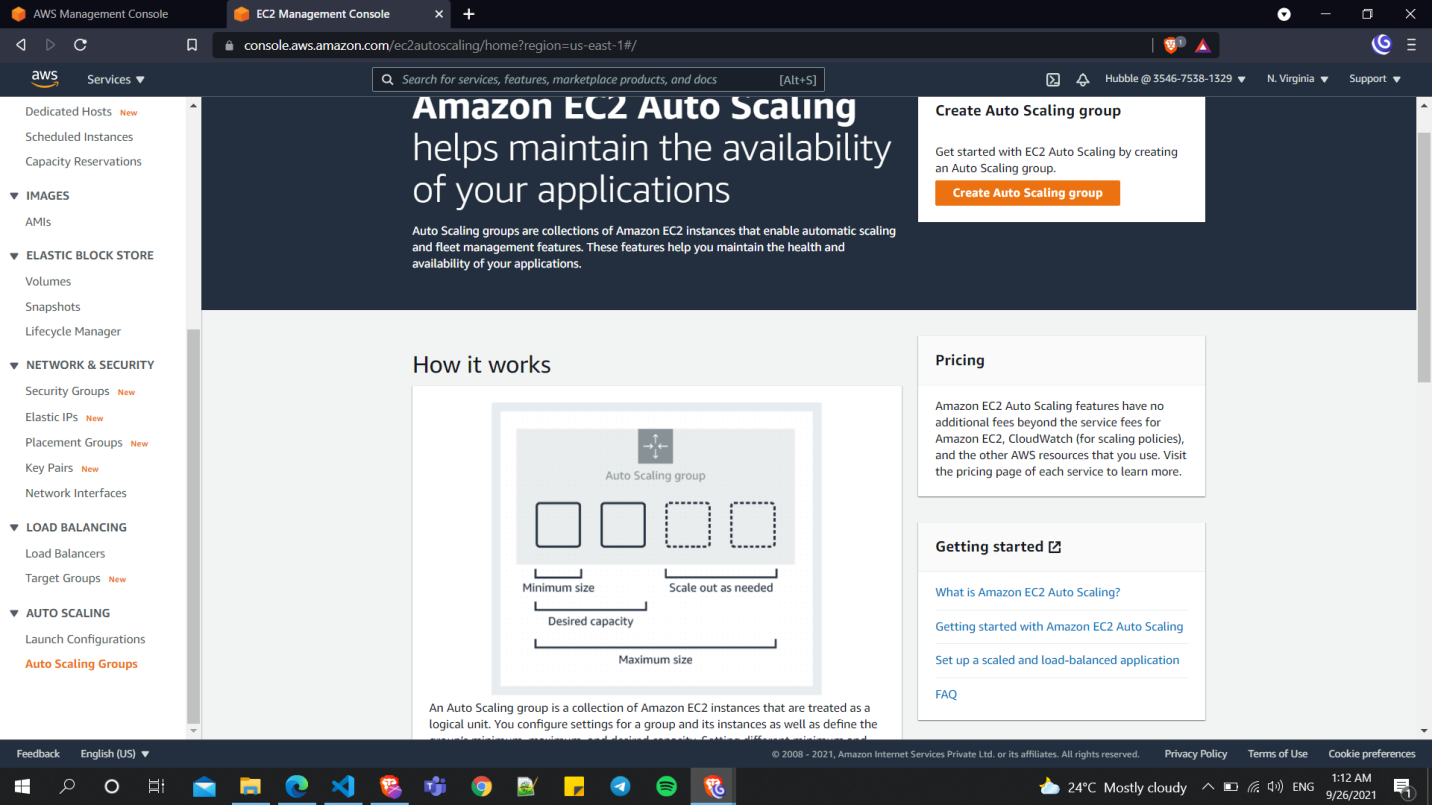 AWS Management Console
EC2 Management Console
console.aws.amazon.com/ec2autoscaling/home?region=us-east-1#/
1
aws
Services
Search for services, features, marketplace products, and docs
[Alt+S]
Hubble @ 3546-7538-1329
N. Virginia
Support
Dedicated Hosts New
Scheduled Instances
Capacity Reservations
IMAGES
AMIs
ELASTIC BLOCK STORE
Volumes
Snapshots
Lifecycle Manager
NETWORK & SECURITY
Security Groups New
Elastic IPs New
Placement Groups New
Key Pairs New
Network Interfaces
LOAD BALANCING
Load Balancers
Target Groups New
AUTO SCALING
Launch Configurations
Auto Scaling Groups
Amazon EC2 Auto Scaling
helps maintain the availability
of your applications
Auto Scaling groups are collections of Amazon EC2 instances that enable automatic scaling
and fleet management features. These features help you maintain the health and
availability of your applications.
Create Auto Scaling group
Get started with EC2 Auto Scaling by creating
an Auto Scaling group.
Create Auto Scaling group
How it works
Auto Scaling group
Minimum size
Scale out as needed
Desired capacity
Maximum size
An Auto Scaling group is a collection of Amazon EC2 instances that are treated as a
logical unit. You configure settings for a group and its instances as well as define the
group's minimum, maximum, and desired capacity. Setting different minimum and
Pricing
Amazon EC2 Auto Scaling features have no
additional fees beyond the service fees for
Amazon EC2, CloudWatch (for scaling policies),
and the other AWS resources that you use. Visit
the pricing page of each service to learn more.
Getting started
What is Amazon EC2 Auto Scaling?
Getting started with Amazon EC2 Auto Scaling
Set up a scaled and load-balanced application
FAQ
Feedback
English (US)
© 2008 - 2021, Amazon Internet Services Private Ltd. or its affiliates. All rights reserved.
Privacy Policy
Terms of Use
Cookie preferences
24°C Mostly cloudy
ENG
1:12 AM
9/26/2021
1